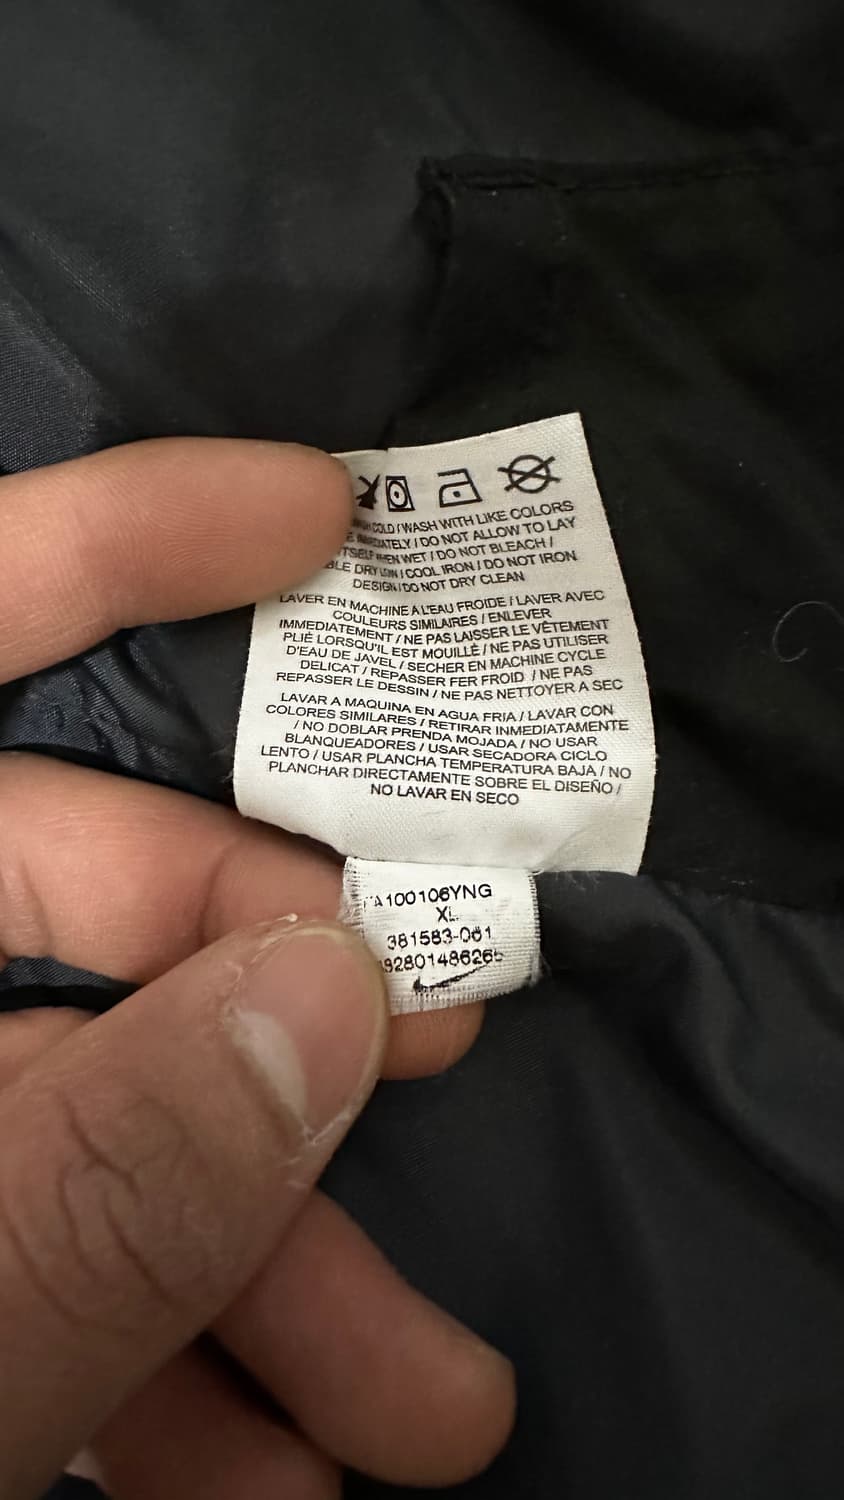 COLD / WASH WITH LIKE COLORS
IMMEDIATELY / DO NOT ALLOW TO LAY
WHEN WET / DO NOT BLEACH /
DRY LOW / COOL IRON / DO NOT IRON
DESIGN / DO NOT DRY CLEAN
LAVER EN MACHINE A L'EAU FROIDE / LAVER AVEC
COULEURS SIMILAIRES / ENLEVER
IMMEDIATEMENT / NE PAS LAISSER LE VÊTEMENT
PLIÉ LORSQU'IL EST MOUILLÉ / NE PAS UTILISER
D'EAU DE JAVEL / SECHER EN MACHINE CYCLE
DELICAT / REPASSER FER FROID / NE PAS
REPASSER LE DESSIN / NE PAS NETTOYER A SEC
LAVAR A MAQUINA EN AGUA FRIA / LAVAR CON
COLORES SIMILARES / RETIRAR INMEDIATAMENTE
/ NO DOBLAR PRENDA MOJADA / NO USAR
BLANQUEADORES / USAR SECADORA CICLO
LENTO / USAR PLANCHA TEMPERATURA BAJA / NO
PLANCHAR DIRECTAMENTE SOBRE EL DISEÑO /
NO LAVAR EN SECO
A100106YNG
XL
381583-061